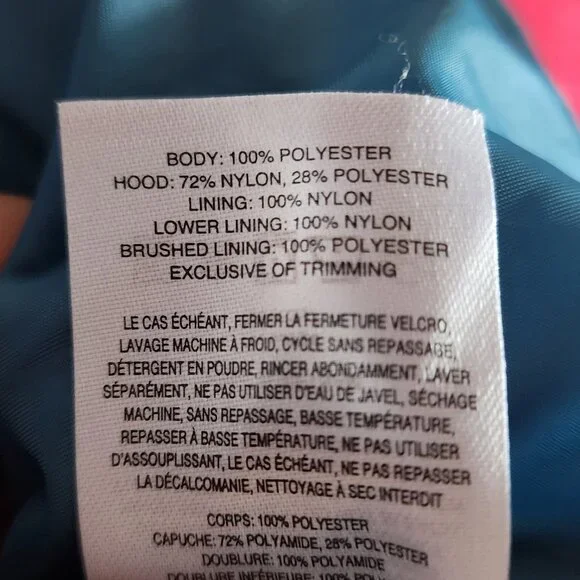 BODY: 100% POLYESTER
HOOD: 72% NYLON, 28% POLYESTER
LINING: 100% NYLON
LOWER LINING: 100% NYLON
BRUSHED LINING: 100% POLYESTER
EXCLUSIVE OF TRIMMING
LE CAS ÉCHÉANT, FERMER LA FERMETURE VELCRO,
LAVAGE MACHINE À FROID, CYCLE SANS REPASSAGE,
DÉTERGENT EN POUDRE, RINCER ABONDAMMENT, LAVER
SÉPARÉMENT, NE PAS UTILISER D'EAU DE JAVEL, SÉCHAGE
MACHINE, SANS REPASSAGE, BASSE TEMPÉRATURE,
REPASSER À BASSE TEMPÉRATURE, NE PAS UTILISER
D'ASSOUPLISSANT, LE CAS ÉCHÉANT, NE PAS REPASSER
LA DÉCALCOMANIE, NETTOYAGE À SEC INTERDIT
CORPS: 100% POLYESTER
CAPUCHE: 72% POLYAMIDE, 28% POLYESTER
DOUBLURE: 100% POLYAMIDE
DOUBLURE INFÉRIEURE: 100%